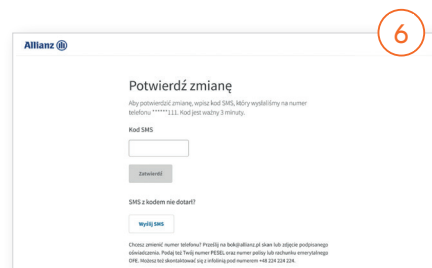 6
Allianz
Potwierdź zmianę
Aby potwierdzić zmianę, wpisz kod SMS, który wysłaliśmy na numer
telefonu ******111. Kod jest ważny 3 minuty.
Kod SMS
Zatwierdź
SMS z kodem nie dotarł?
Wyślij SMS
Chcesz zmienić numer telefonu? Prześlij na bok@allianz.pl skan lub zdjęcie podpisanego
oświadczenia. Podaj też Twój numer PESEL oraz numer polisy lub rachunku emerytalnego
OFE. Możesz też skontaktować się z infolinią pod numerem +48 224 224 224.